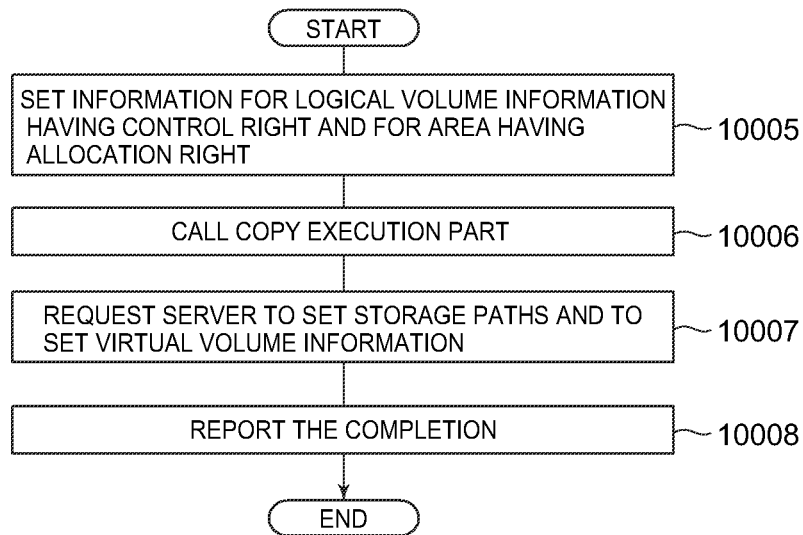 START
SET INFORMATION FOR LOGICAL VOLUME INFORMATION
HAVING CONTROL RIGHT AND FOR AREA HAVING
ALLOCATION RIGHT
10005
CALL COPY EXECUTION PART
10006
REQUEST SERVER TO SET STORAGE PATHS AND TO
SET VIRTUAL VOLUME INFORMATION
10007
REPORT THE COMPLETION
10008
END